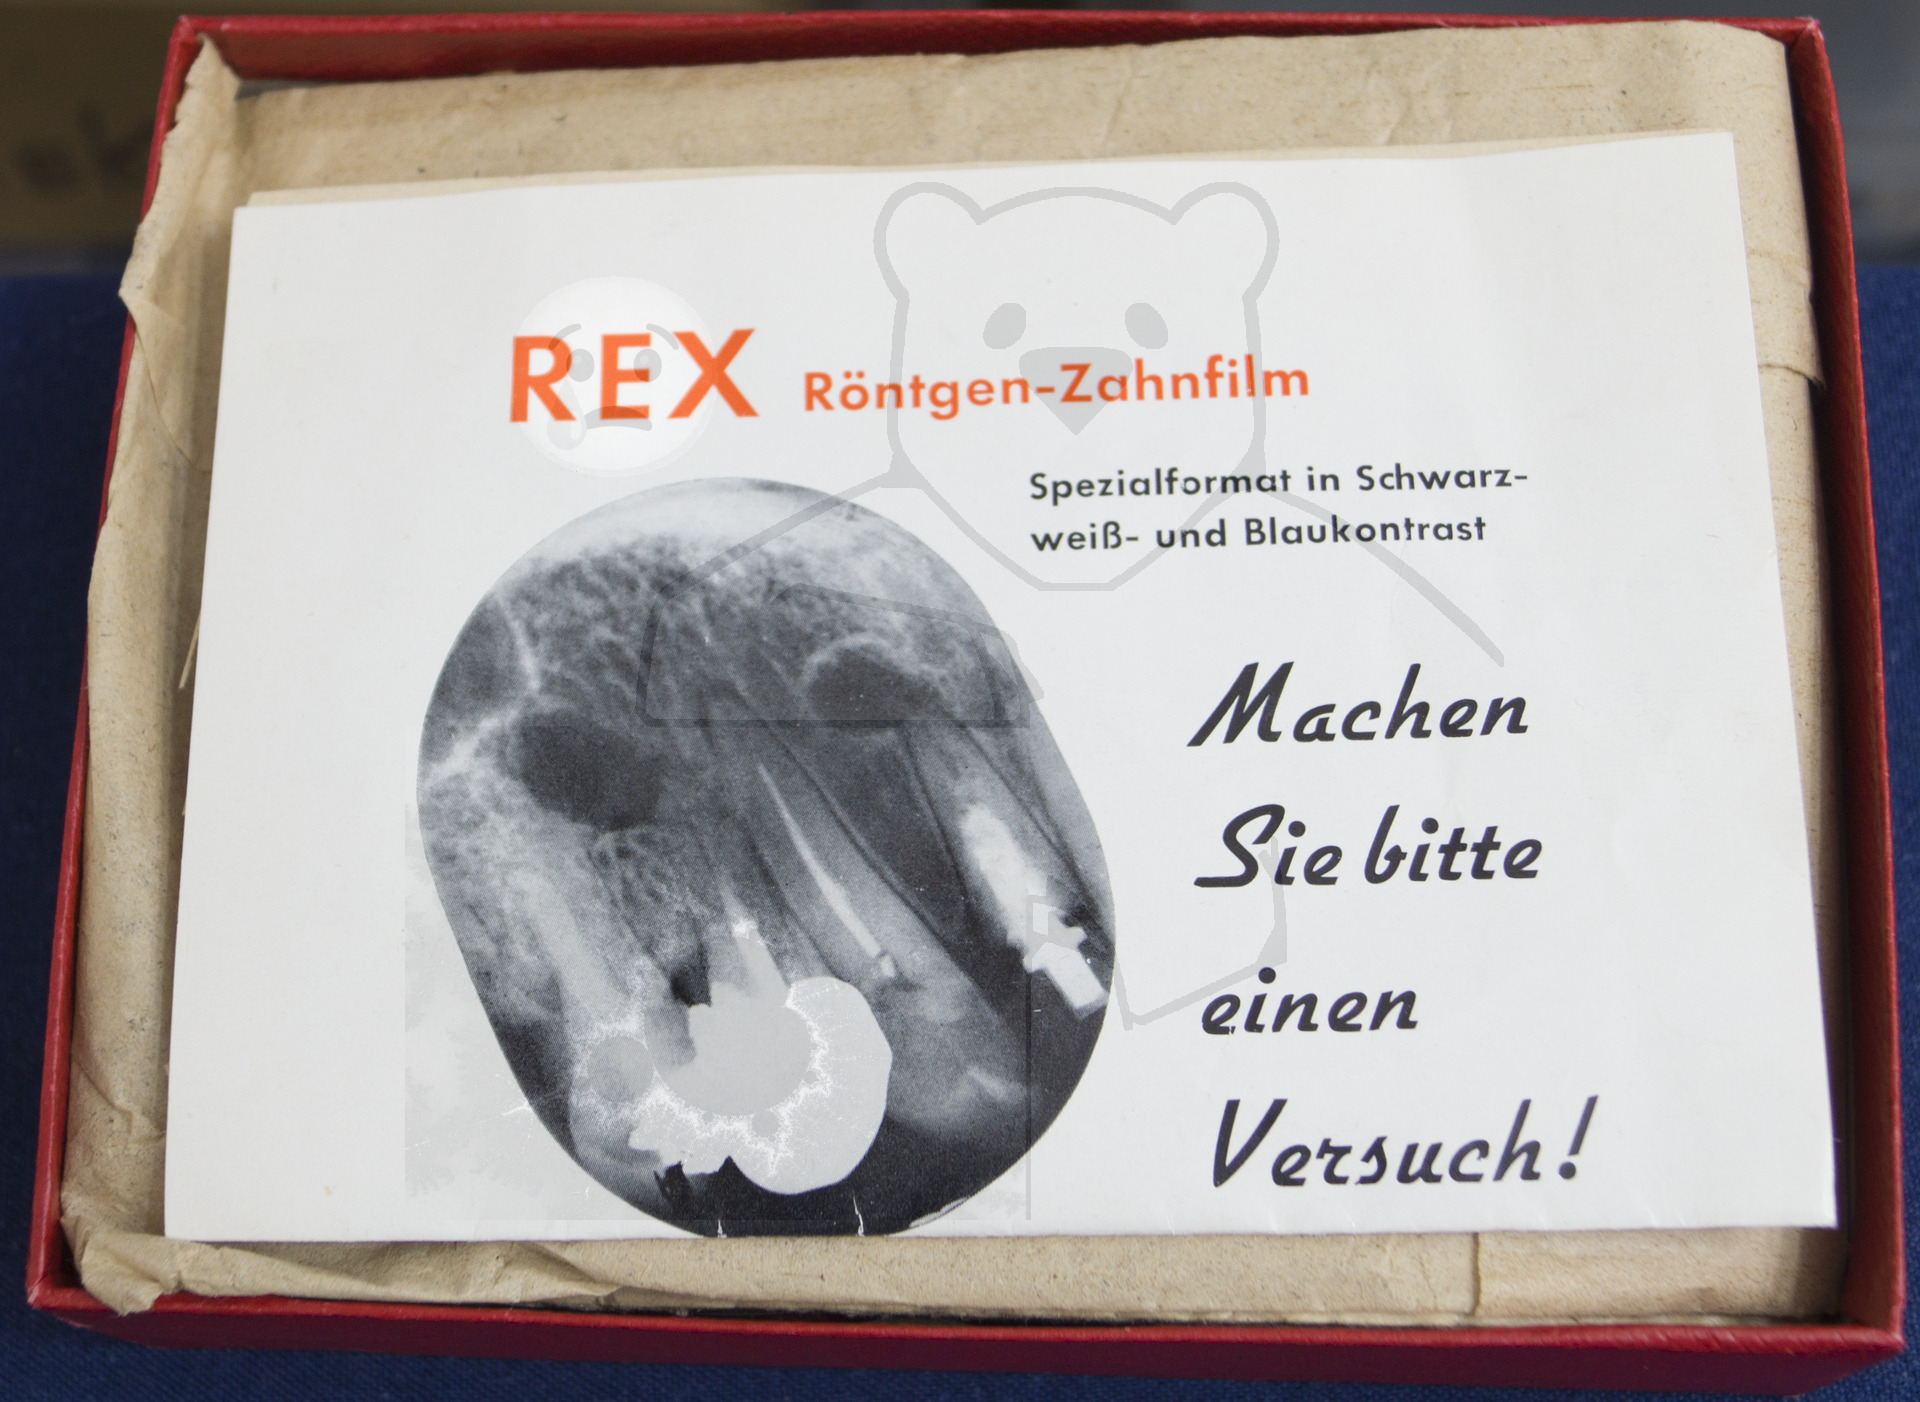 REX Röntgen-Zahnfilm
Spezialformat in Schwarz-
weiß- und Blaukontrast
Machen
Sie bitte
einen
Versuch!